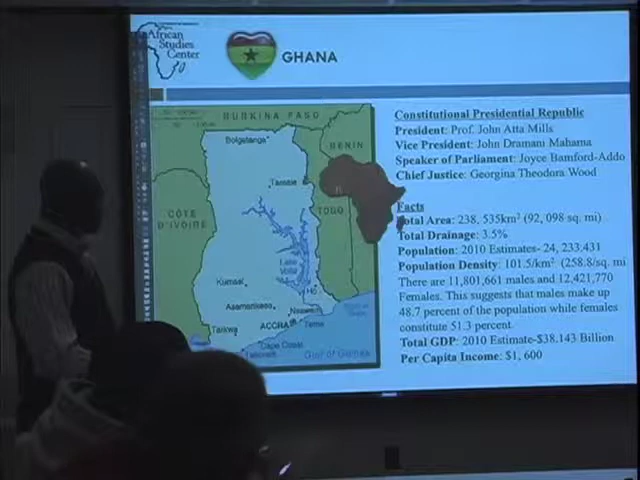 African
Studies
Center
GHANA
BURKINA FASO
Bolgatanga
BENIN
Tamale
TOGO
CÔTE
D'IVOIRE
Lake
Volta
Kumasi
Ho
Asamankese
Nsawam
Tarkwa
ACCRA
Tema
Cape Coast
Takoradi
Gulf of Guinea
Constitutional Presidential Republic
President: Prof. John Atta Mills
Vice President: John Dramani Mahama
Speaker of Parliament: Joyce Bamford-Addo
Chief Justice: Georgina Theodora Wood
Facts
Total Area: 238, 535km² (92, 098 sq. mi)
Total Drainage: 3.5%
Population: 2010 Estimates- 24, 233,431
Population Density: 101.5/km² (258.8/sq. mi
There are 11,801,661 males and 12,421,770
Females. This suggests that males make up
48.7 percent of the population while females
constitute 51.3 percent.
Total GDP: 2010 Estimate-$38.143 Billion
Per Capita Income: $1, 600